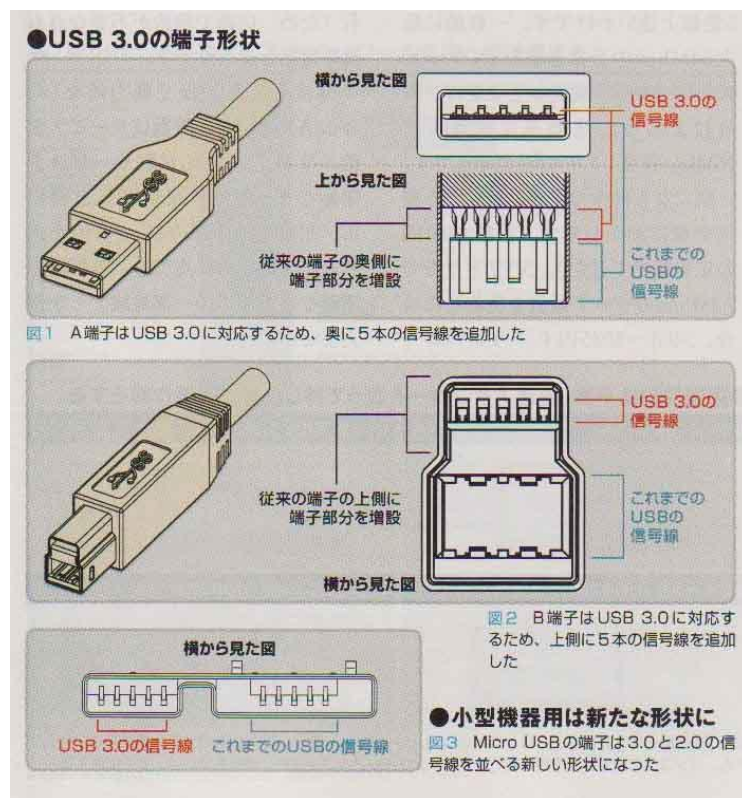 ●USB 3.0の端子形状
横から見た図
USB 3.0の
信号線
上から見た図
従来の端子の奥側に
端子部分を増設
これまでの
USBの
信号線
図1 A端子はUSB 3.0に対応するため、奥に5本の信号線を追加した
USB 3.0の
信号線
従来の端子の上側に
端子部分を増設
これまでの
USBの
信号線
横から見た図
図2 B端子はUSB 3.0に対応す
るため、上側に5本の信号線を追加
した
横から見た図
USB 3.0の信号線
これまでのUSBの信号線
●小型機器用は新たな形状に
図3 Micro USBの端子は3.0と2.0の信
号線を並べる新しい形状になった